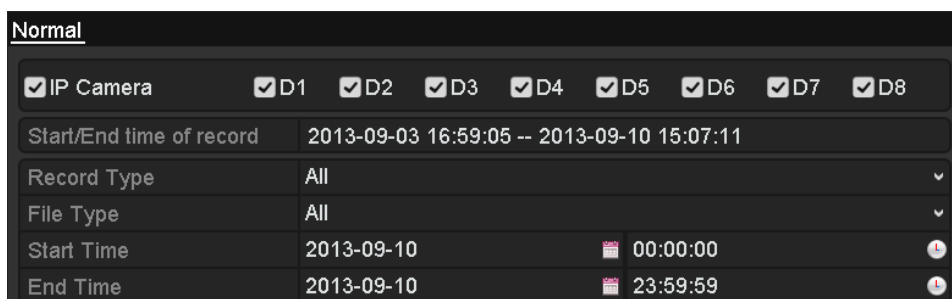 Normal
IP Camera D1 D2 D3 D4 D5 D6 D7 D8
Start/End time of record 2013-09-03 16:59:05 -- 2013-09-10 15:07:11
Record Type All
File Type All
Start Time 2013-09-10 00:00:00
End Time 2013-09-10 23:59:59